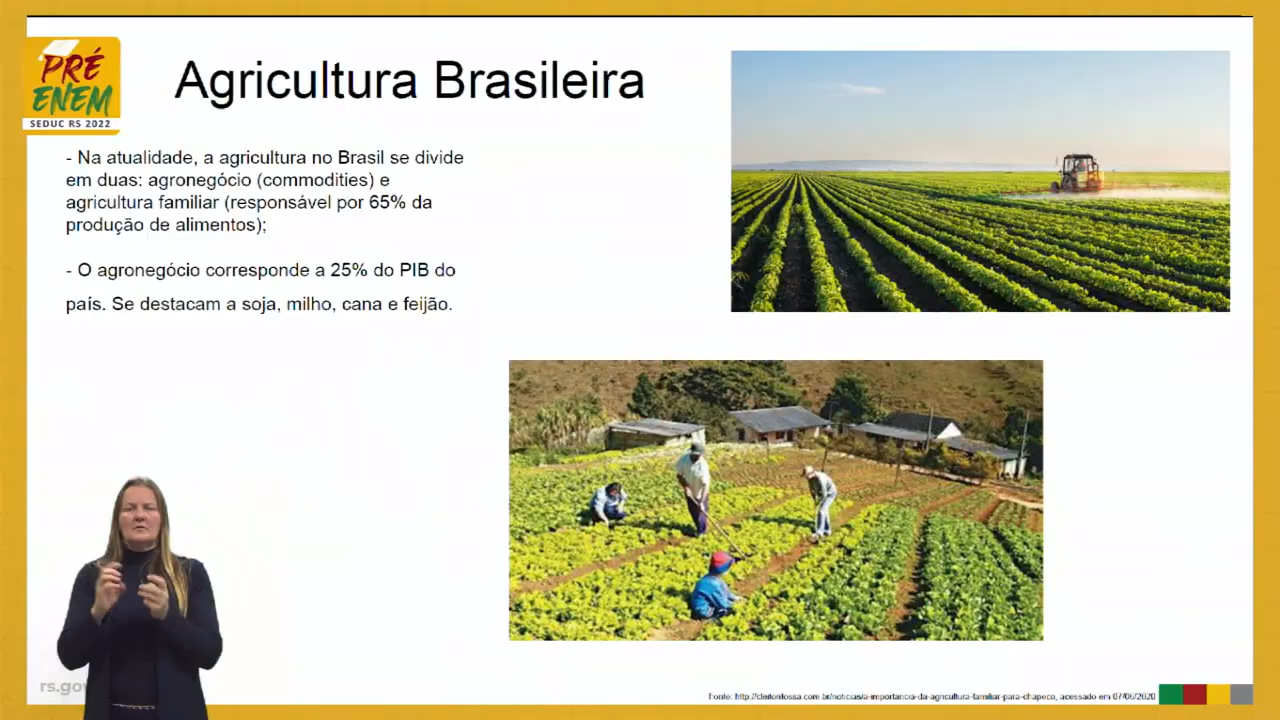 PRÉ
ENEM
SEDUC RS 2022
Agricultura Brasileira
- Na atualidade, a agricultura no Brasil se divide
em duas: agronegócio (commodities) e
agricultura familiar (responsável por 65% da
produção de alimentos);
- O agronegócio corresponde a 25% do PIB do
país. Se destacam a soja, milho, cana e feijão.
rs.gov
Fonte: http://cleitonfossa.com.br/noticias/a-importancia-da-agricultura-familiar-para-chapeco, acessado em 07/06/2020